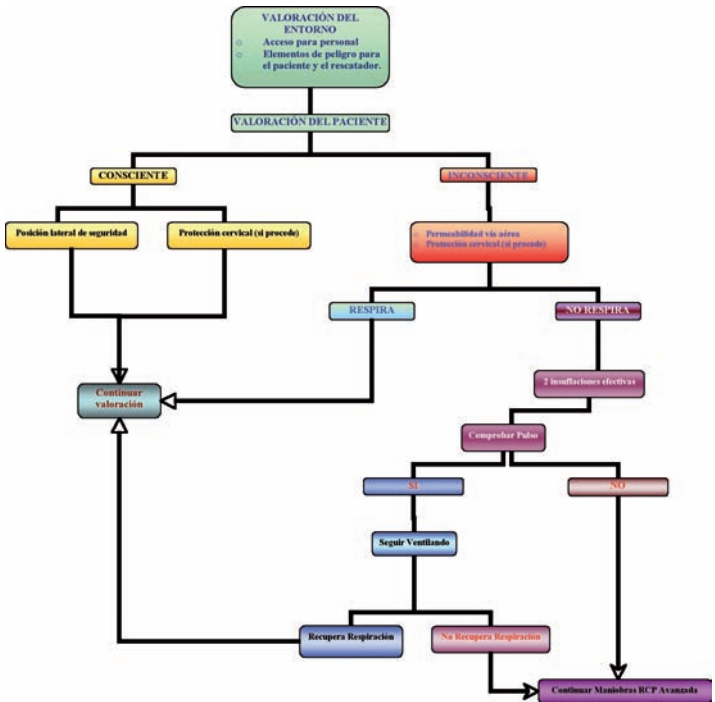 VALORACIÓN DEL
ENTORNO
o Acceso para personal
o Elementos de peligro para
el paciente y el rescatador.
VALORACIÓN DEL PACIENTE
CONSCIENTE
INCONSCIENTE
Posición lateral de seguridad
Protección cervical (si procede)
o Permeabilidad vía aérea
o Protección cervical (si procede)
RESPIRA
NO RESPIRA
Continuar
valoración
2 insuflaciones efectivas
Comprobar Pulso
SI
NO
Seguir Ventilando
Recupera Respiración
No Recupera Respiración
Continuar Maniobras RCP Avanzada